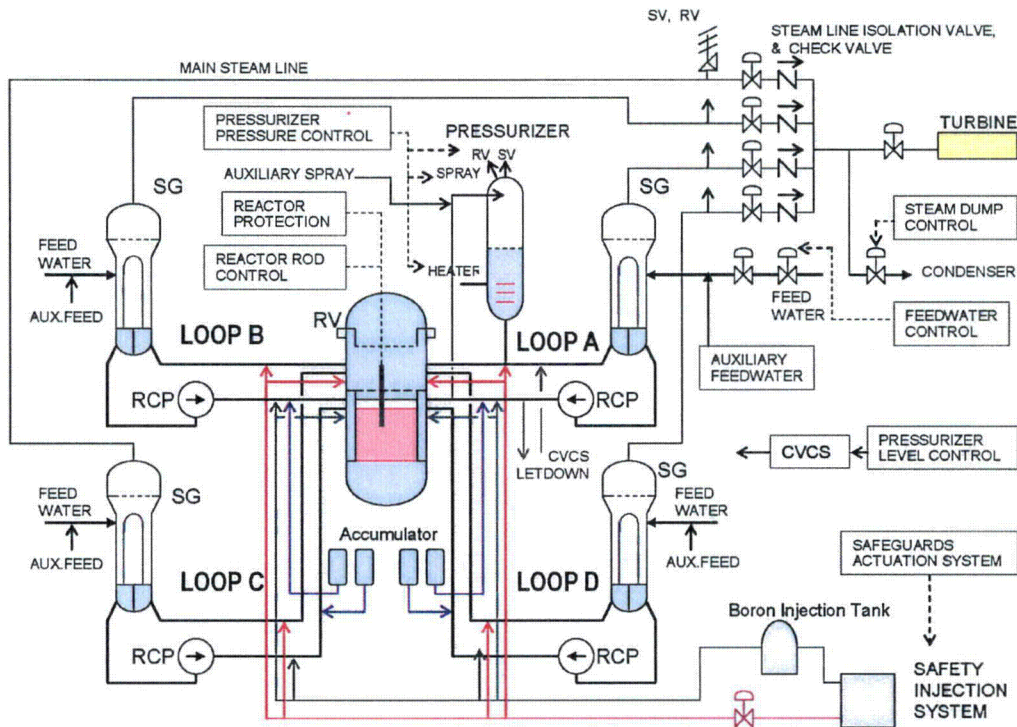 SV, RV
STEAM LINE ISOLATION VALVE,
& CHECK VALVE
MAIN STEAM LINE
PRESSURIZER
PRESSURE CONTROL
PRESSURIZER
RV SV
TURBINE
AUXILIARY SPRAY
SPRAY
SG
SG
REACTOR
PROTECTION
STEAM DUMP
CONTROL
FEED
WATER
REACTOR ROD
CONTROL
HEATER
CONDENSER
AUX.FEED
FEED
WATER
FEEDWATER
CONTROL
LOOP B
RV
LOOP A
AUXILIARY
FEEDWATER
RCP
RCP
CVCS
LETDOWN
CVCS
PRESSURIZER
LEVEL CONTROL
SG
SG
FEED
WATER
FEED
WATER
AUX.FEED
AUX.FEED
Accumulator
SAFEGUARDS
ACTUATION SYSTEM
LOOP C
LOOP D
Boron Injection Tank
RCP
RCP
SAFETY
INJECTION
SYSTEM